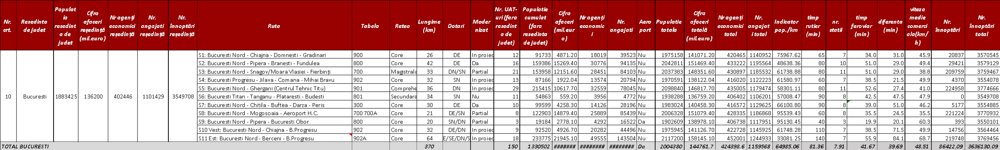 Nr. crt. Resedinta de judet Populatia resedinta de judet Cifra afaceri reședință (mil.euro) Nr agenți economici reședință Nr. angajati reședință Nr. înnoptări reședință Ruta Tabela Retea Lungime (km) Dotari Modernizat Nr. UAT-uri (fara resedinta de judet) Populatie cumulat (fara resedinta de judet) Cifra afaceri (mil.euro) Nr agenți economici Nr. angajati Aeroport Pupulatie totala Cifra afaceri totală (mil.euro) Nr agenți economici total Nr. angajati total Indicator pop./km timp rutier (min) nr. statii timp feroviar (min) diferenta (min) viteza medie comerciala(km/h) Nr. înnoptări Nr. înnoptări total
10 Bucuresti 1883425 136200 402446 1101429 3549708
S1: Bucuresti Nord - Chiajna - Domnesti - Gradinari 900 Core 26 DE In proiec 12 91733 4871.20 18019 39523 Nu 1975158 141071.20 420465 1140952 75967.62 65 7 34.0 31.0 45.9 20837 3570545
S2: Bucuresti Nord - Pipera - Branesti - Fundulea 800 Core 42 DE Da 16 159386 15269.40 30776 94135 Nu 2042811 151469.40 433222 1195564 48638.36 80 10 51.0 29.0 49.4 29421 3579129
S3: Bucuresti Nord - Snagov/Moara Vlasiei - Fierbinți 700 Magistrala 33 DN/SN Partial 21 153958 12151.60 28451 84103 Nu 2037383 148351.60 430897 1185532 61738.88 80 11 51.0 29.0 38.8 209759 3759467
S4: Bucuresti Progresu - Jilava - Comana - Mihai Bravu 902 Core 32 SN In proiec 13 87166 1922.04 13574 20794 Nu 1970591 138122.04 416020 1122223 61580.97 60 7 38.5 21.5 49.9 4370 3554078
S5: Bucuresti Nord - Ghergani (Centrul Tehnic Titu) 901 Comprehe 36 DN In proiec 29 215415 10617.70 32559 78045 Nu 2098840 146817.70 435005 1179474 58301.11 80 11 52.6 27.4 41.0 224958 3774666
S6: Bucuresti Titan - Tanganu - Plataresti - Budesti 801 Secundara 34 SN Nu 11 54863 559.20 3956 4772 Nu 1938288 136759.20 406402 1106201 57008.47 90 8 42.5 47.5 47.9 0 3549708
S7: Bucuresti Nord - Chitila - Buftea - Darza - Peris 300 Core 30 DE Da 10 99599 4258.30 14126 28196 Nu 1983024 140458.30 416572 1129625 66100.80 90 8 39.0 51.0 46.2 5177 3554885
S8: Bucuresti Nord - Mogosoaia - Aeroport H.C. 700 700A Core 21 DE/SN Partial 8 122903 14879.40 25889 85439 Nu 2006328 151079.40 428335 1186868 95539.43 60 8 35.5 24.5 35.5 221224 3770932
S9: Bucuresti Nord - Pipera - Bucuresti Obor 800 Core 20 SN/DN Partial 3 19184 2778.10 4292 16522 Da 1902609 138978.10 406738 1117951 95130.45 40 3 19.9 20.1 60.3 393 3550101
S10 Vest: Bucuresti Nord - Chiajna - B.Progresu 902 Core 32 DE/DN In proiec 9 92520 4926.70 20282 44496 Nu 1975945 141126.70 422728 1145925 61748.28 110 7 38.5 71.5 49.9 14756 3564464
S11 Est: Bucuresti Nord - Berceni - B.Progresu 902A Core 64 E/SE/DN/S In proiec 18 233775 21945.10 49555 143504 Nu 2117200 158145.10 452001 1244933 33081.25 140 7 55.9 84.1 68.7 219748 3769456
TOTAL BUCURESTI 370 150 1330502 ####### ######## ######## Da 2004380 144761.7 424398.6 1159568 64985.06 81.36 7.91 41.67 39.69 48.51 86422.09 3636130.09